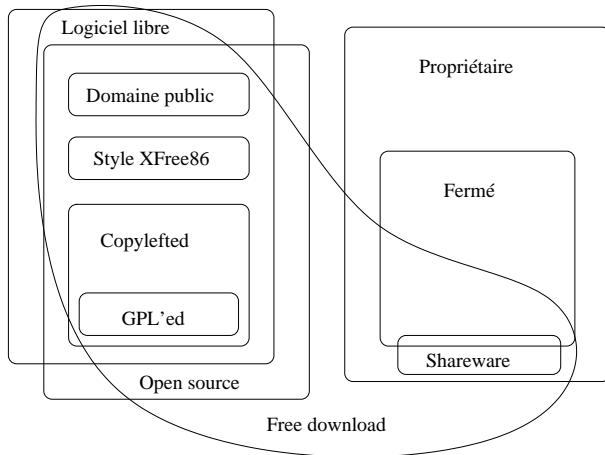 Logiciel libre
Domaine public
Style XFree86
Copylefted
GPL'ed
Open source
Free download
Propriétaire
Fermé
Shareware